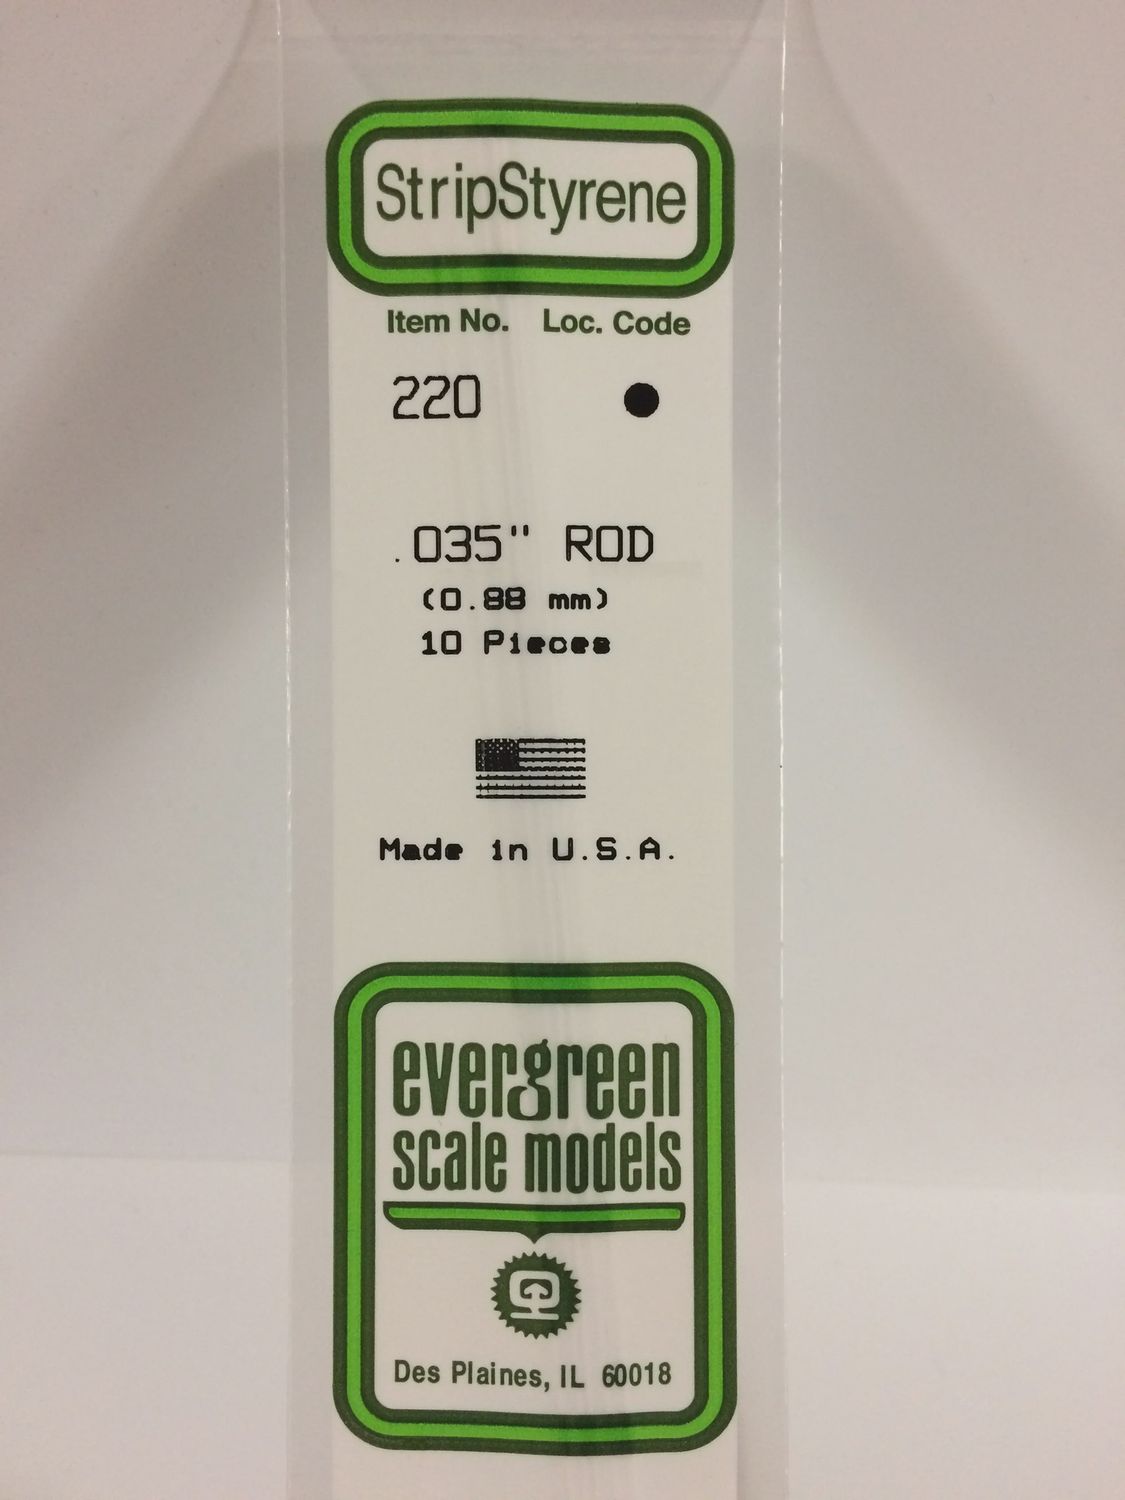 StripStyrene
Item No. Loc. Code
220
.035" ROD
(0.88 mm)
10 Pieces
Made in U.S.A.
evergreen
scale models
Des Plaines, IL 60018